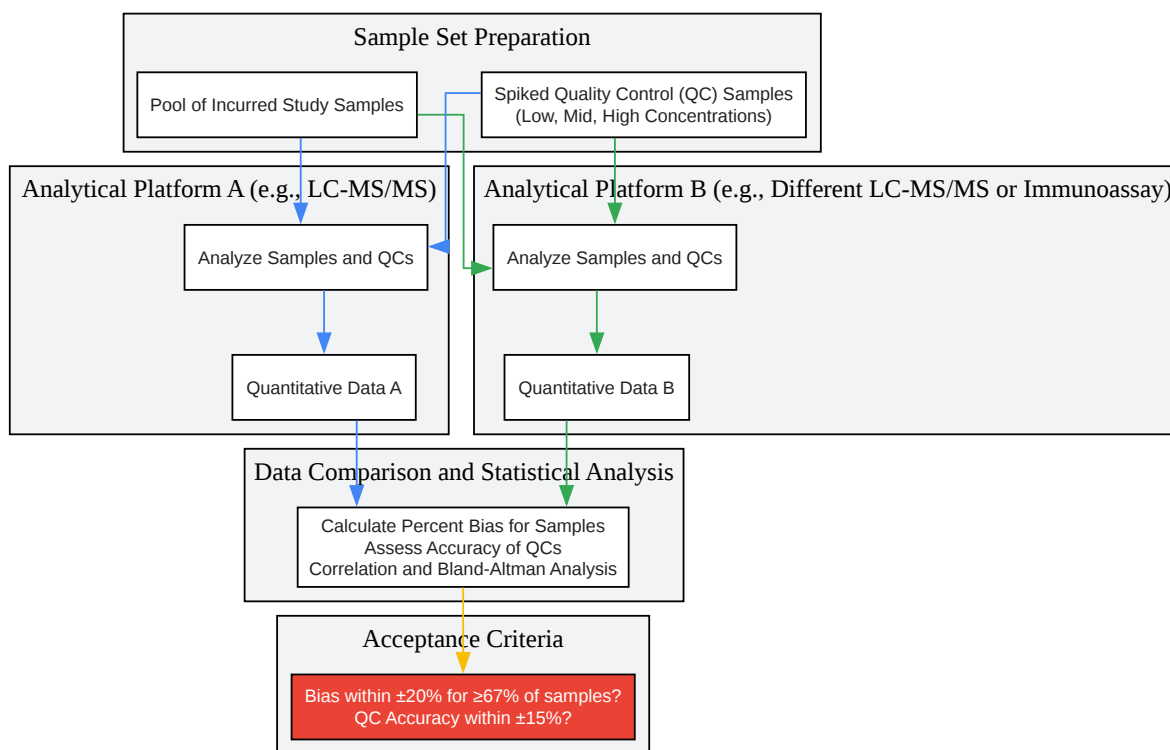 Sample Set Preparation
Pool of Incurred Study Samples
Spiked Quality Control (QC) Samples
(Low, Mid, High Concentrations)
Analytical Platform A (e.g., LC-MS/MS)
Analytical Platform B (e.g., Different LC-MS/MS or Immunoassay)
Analyze Samples and QCs
Analyze Samples and QCs
Quantitative Data A
Quantitative Data B
Data Comparison and Statistical Analysis
Calculate Percent Bias for Samples
Assess Accuracy of QCs
Correlation and Bland-Altman Analysis
Acceptance Criteria
Bias within ±20% for ≥67% of samples?
QC Accuracy within ±15%?